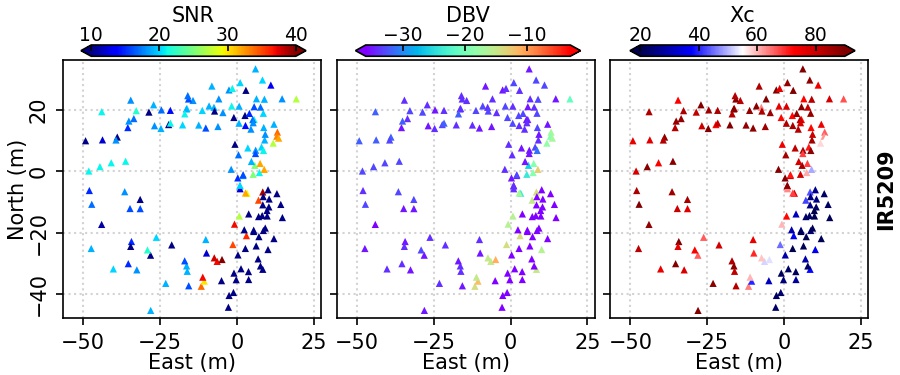 SNR DBV Xc
10 20 30 40 −30 −20 −10 20 40 60 80
20
0
−20
−40
North (m)
IR5209
−50 −25 0 25 −50 −25 0 25 −50 −25 0 25
East (m) East (m) East (m)